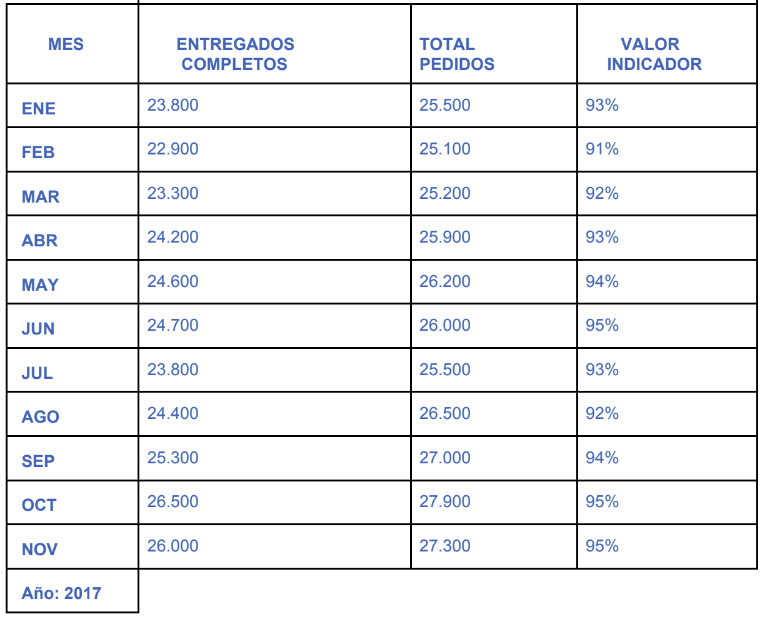 MES ENTREGADOS COMPLETOS TOTAL PEDIDOS VALOR INDICADOR
ENE 23.800 25.500 93%
FEB 22.900 25.100 91%
MAR 23.300 25.200 92%
ABR 24.200 25.900 93%
MAY 24.600 26.200 94%
JUN 24.700 26.000 95%
JUL 23.800 25.500 93%
AGO 24.400 26.500 92%
SEP 25.300 27.000 94%
OCT 26.500 27.900 95%
NOV 26.000 27.300 95%
Año: 2017